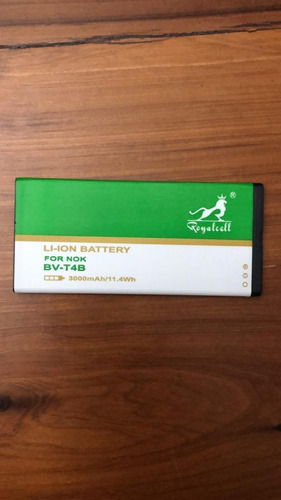 ®
Royalcell
LI-ION BATTERY
FOR NOK
BV-T4B
3000mAh/11.4Wh